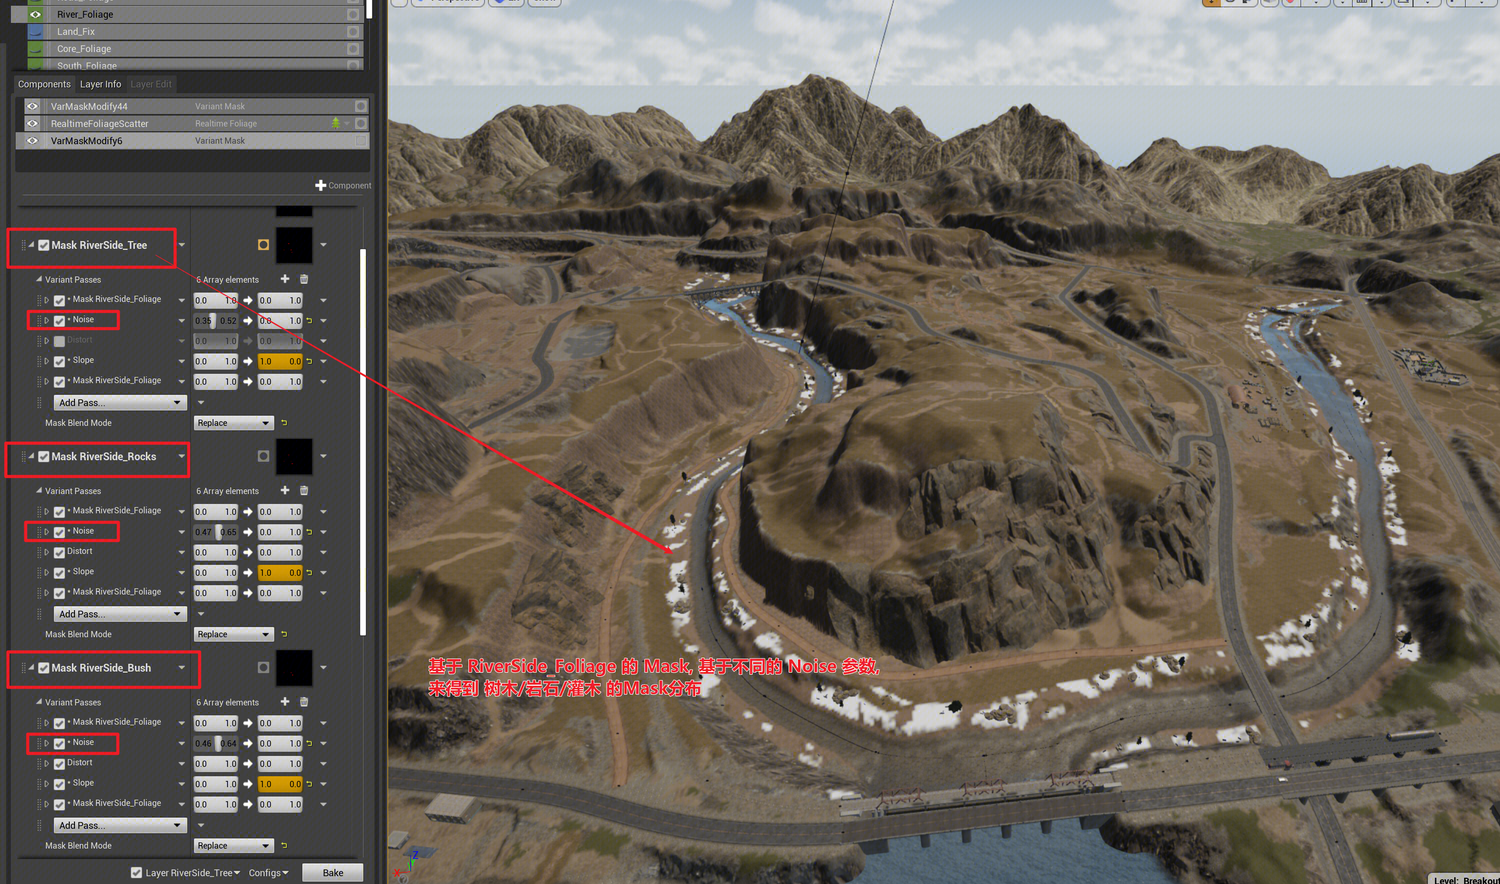 River_Foliage
Land_Fix
Core_Foliage
South_Foliage
Components Layer Info Layer Edit
VarMaskModify44 Variant Mask
RealtimeFoliageScatter Realtime Foliage
VarMaskModify6 Variant Mask
Component
Mask RiverSide_Tree
Variant Passes 6 Array elements
Mask RiverSide_Foliage 0.0 1.0 0.0 1.0
Noise 0.35 0.52 0.0 1.0
Distort 0.0 1.0 0.0 1.0
Slope 0.0 1.0 1.0 0.0
Mask RiverSide_Foliage 0.0 1.0 0.0 1.0
Add Pass...
Mask Blend Mode Replace
Mask RiverSide_Rocks
Variant Passes 6 Array elements
Mask RiverSide_Foliage 0.0 1.0 0.0 1.0
Noise 0.47 0.65 0.0 1.0
Distort 0.0 1.0 0.0 1.0
Slope 0.0 1.0 1.0 0.0
Mask RiverSide_Foliage 0.0 1.0 0.0 1.0
Add Pass...
Mask Blend Mode Replace
Mask RiverSide_Bush
Variant Passes 6 Array elements
Mask RiverSide_Foliage 0.0 1.0 0.0 1.0
Noise 0.46 0.64 0.0 1.0
Distort 0.0 1.0 0.0 1.0
Slope 0.0 1.0 1.0 0.0
Mask RiverSide_Foliage 0.0 1.0 0.0 1.0
Add Pass...
Mask Blend Mode Replace
Layer RiverSide_Tree Configs Bake
基于 RiverSide_Foliage 的 Mask, 基于不同的 Noise 参数,
来得到 树木/岩石/灌木 的Mask分布
Z
X
Level: Breakout